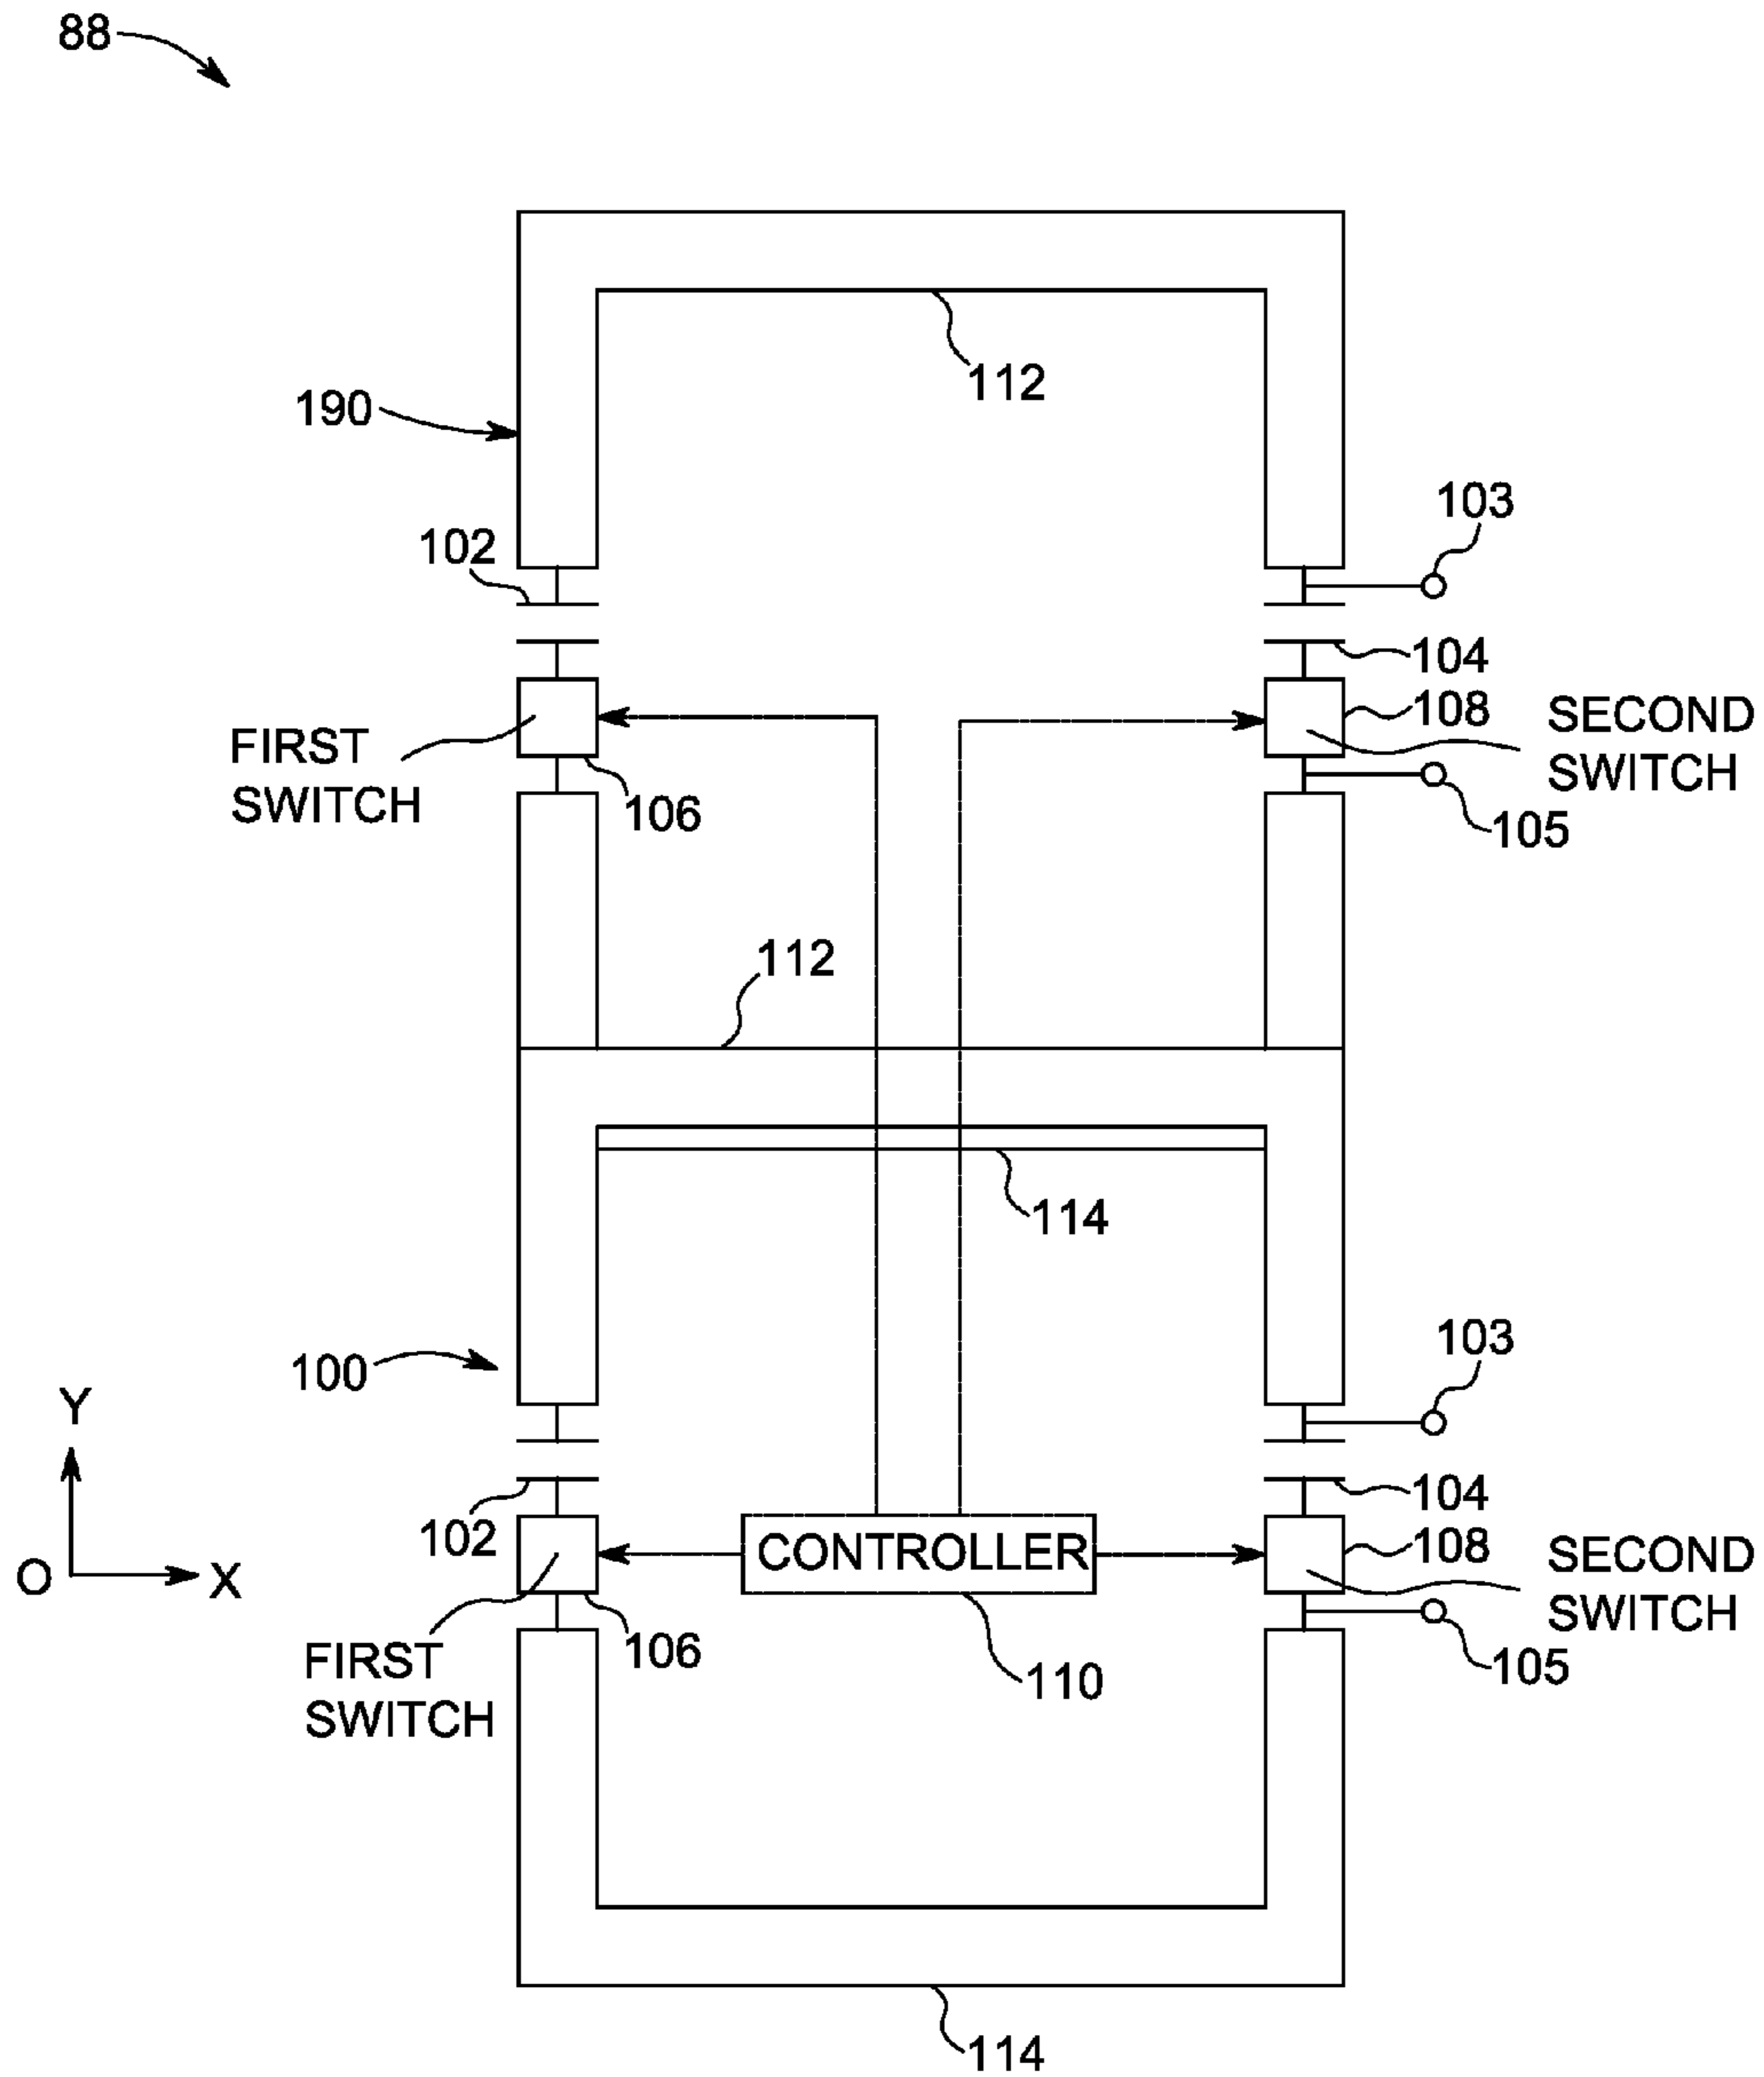 88
112
190
103
102
104
108
SECOND
SWITCH
FIRST
SWITCH
106
105
112
114
103
100
Y
104
102
CONTROLLER
108
SECOND
SWITCH
O
X
106
FIRST
SWITCH
110
105
114